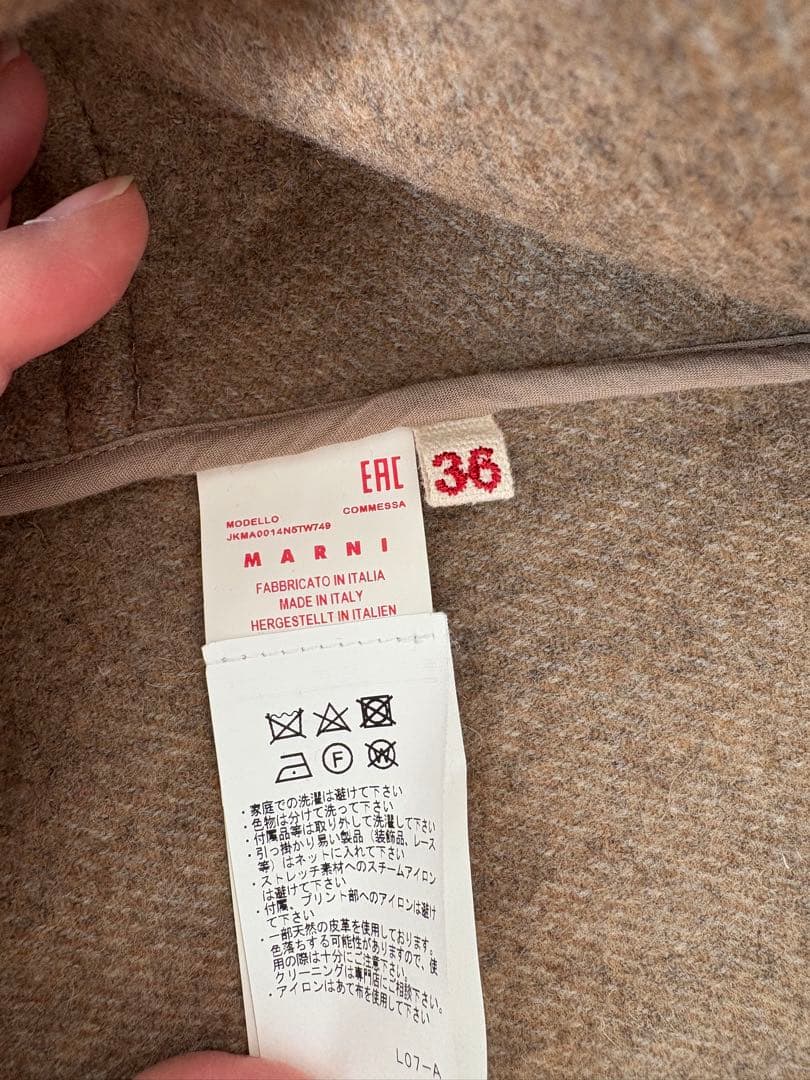 EAC
36
MODELLO COMMESSA
JKMA0014N5TW749
MARNI
FABBRICATO IN ITALIA
MADE IN ITALY
HERGESTELLT IN ITALIEN
F
W
・家庭での洗濯は避けて下さい
・色物は分けて洗って下さい
・付属品等は取り外して洗濯して下さい
・引っ掛かり易い製品（装飾品、レース
等）はネットに入れて下さい
・ストレッチ素材へのスチームアイロン
は避けて下さい
・付属、プリント部へのアイロンは避け
て下さい
・一部天然の皮革を使用しております。
色落ちする可能性がありますので、使
用の際は十分にご注意下さい。
クリーニングは専門店にご相談下さい。
・アイロンはあて布を使用して下さい
L07-A